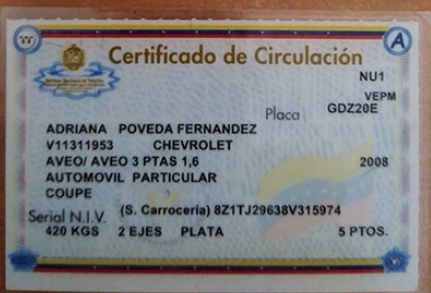 Certificado de Circulación
A
NU1
VEPM
Placa GDZ20E
ADRIANA POVEDA FERNANDEZ
V11311953 CHEVROLET
AVEO/ AVEO 3 PTAS 1,6 2008
AUTOMOVIL PARTICULAR
COUPE
Serial N.I.V. (S. Carroceria) 8Z1TJ29638V315974
420 KGS 2 EJES PLATA 5 PTOS.